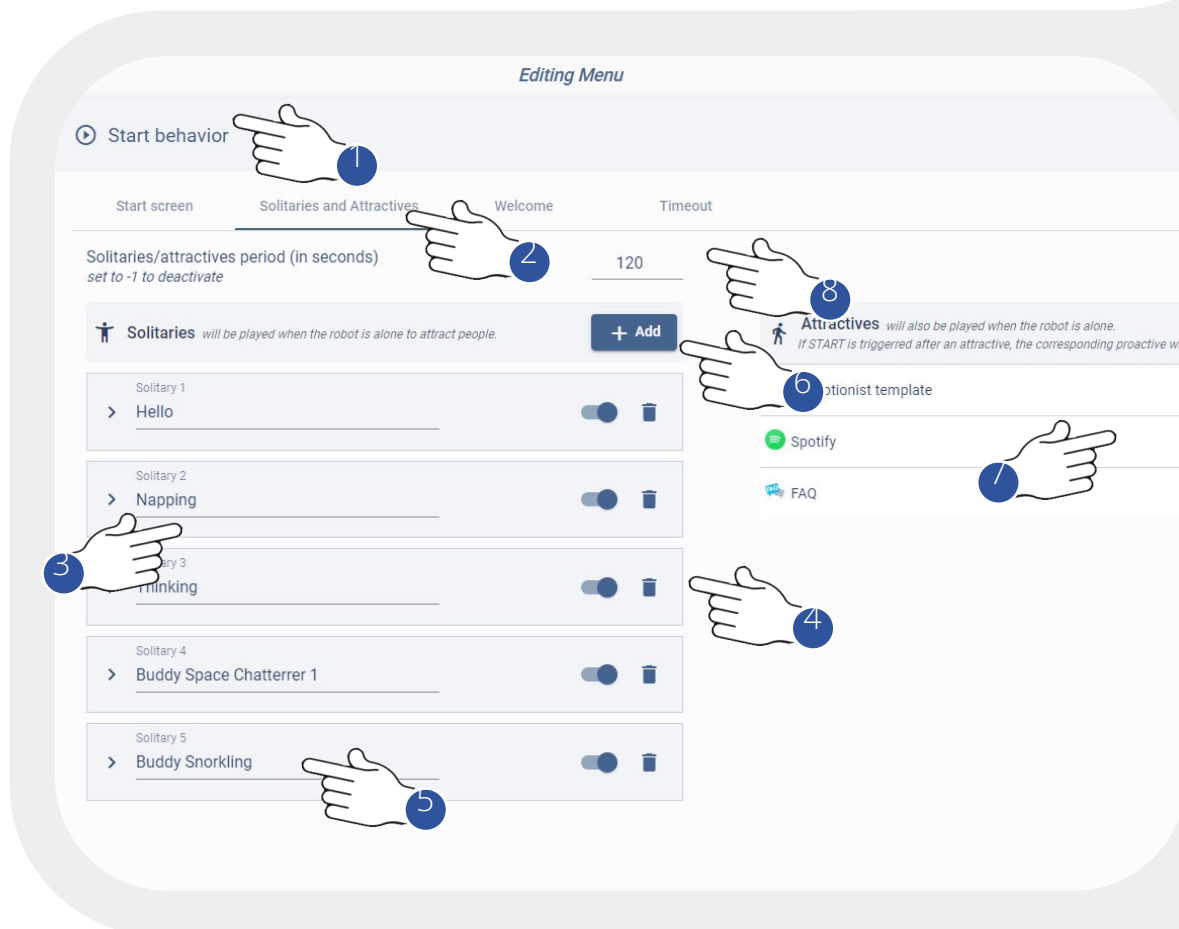 Editing Menu
Start behavior
1
Start screen Solitaries and Attractives Welcome Timeout
2
Solitaries/attractives period (in seconds)
set to -1 to deactivate
120
8
Solitaries will be played when the robot is alone to attract people.
+ Add
Attractives will also be played when the robot is alone.
If START is triggerred after an attractive, the corresponding proactive
6
template
Solitary 1
Hello
Spotify
7
FAQ
Solitary 2
Napping
3
Solitary 4
Buddy Space Chatterrer 1
4
Thinking
Solitary 5
Buddy Snorkling
5